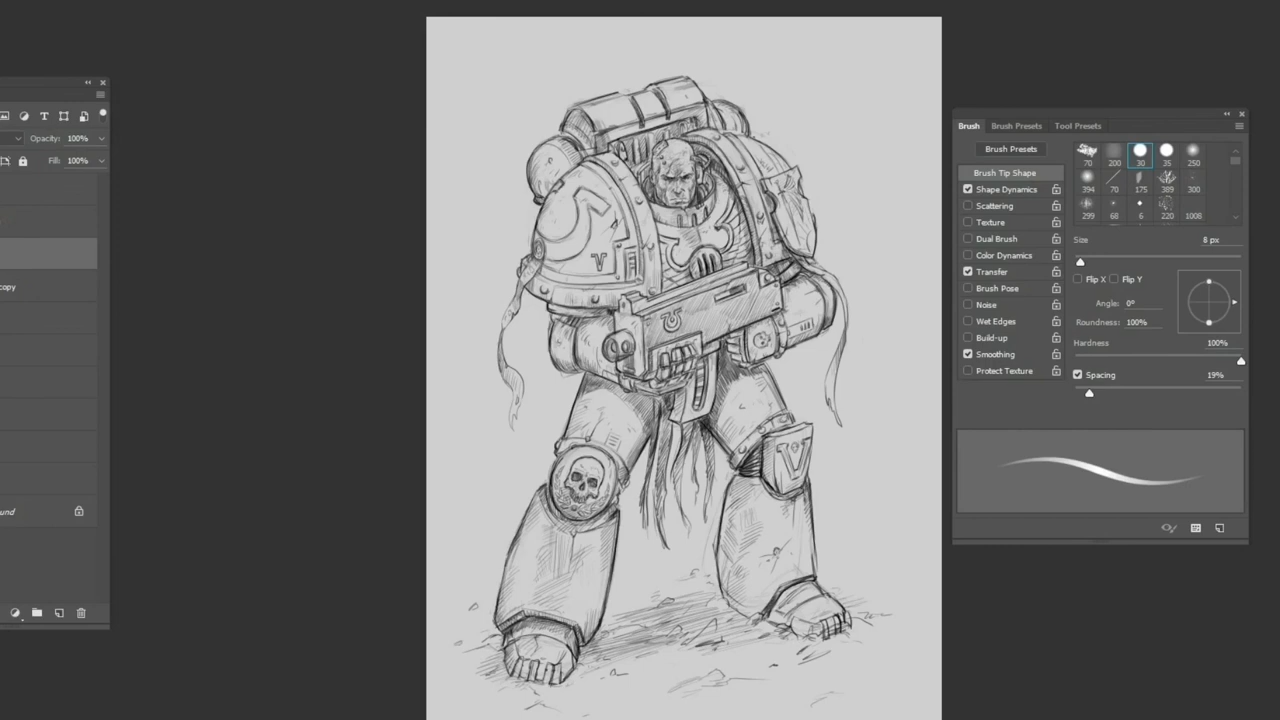 Opacity: 100%
Fill: 100%
copy
und
Brush Brush Presets Tool Presets
Brush Presets
Brush Tip Shape
Shape Dynamics
Scattering
Texture
Dual Brush
Color Dynamics
Transfer
Brush Pose
Noise
Wet Edges
Build-up
Smoothing
Protect Texture
70 200 30 35 250
394 70 175 389 300
299 68 6 220 1008
Size 8 px
Flip X Flip Y
Angle: 0°
Roundness: 100%
Hardness 100%
Spacing 19%
V